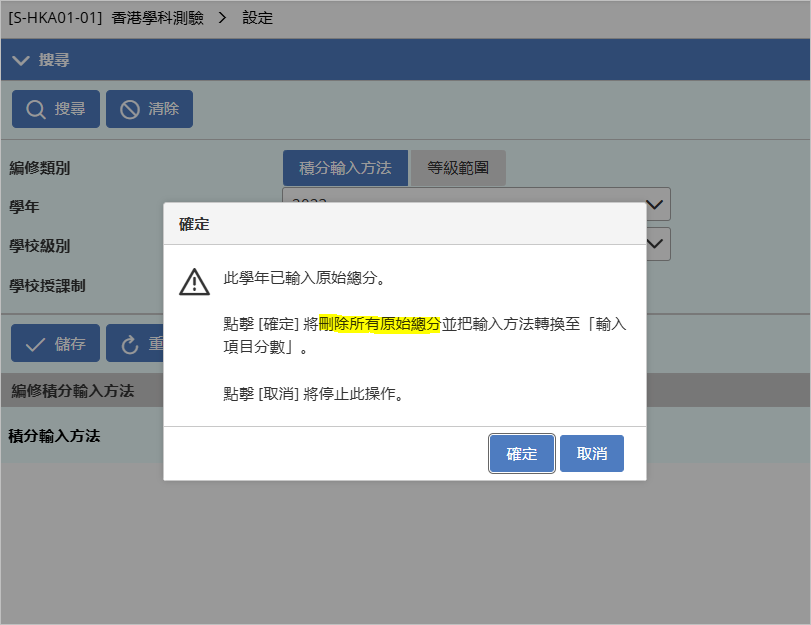 [S-HKA01-01] 香港學科測驗 > 設定
搜尋
搜尋 清除
編修類別 積分輸入方法 等級範圍
學年
確定
學校級別
此學年已輸入原始總分。
學校授課制
點擊 [確定] 將刪除所有原始總分並把輸入方法轉換至「輸入
項目分數」。
儲存 重
編修積分輸入方法
點擊 [取消] 將停止此操作。
積分輸入方法
確定 取消